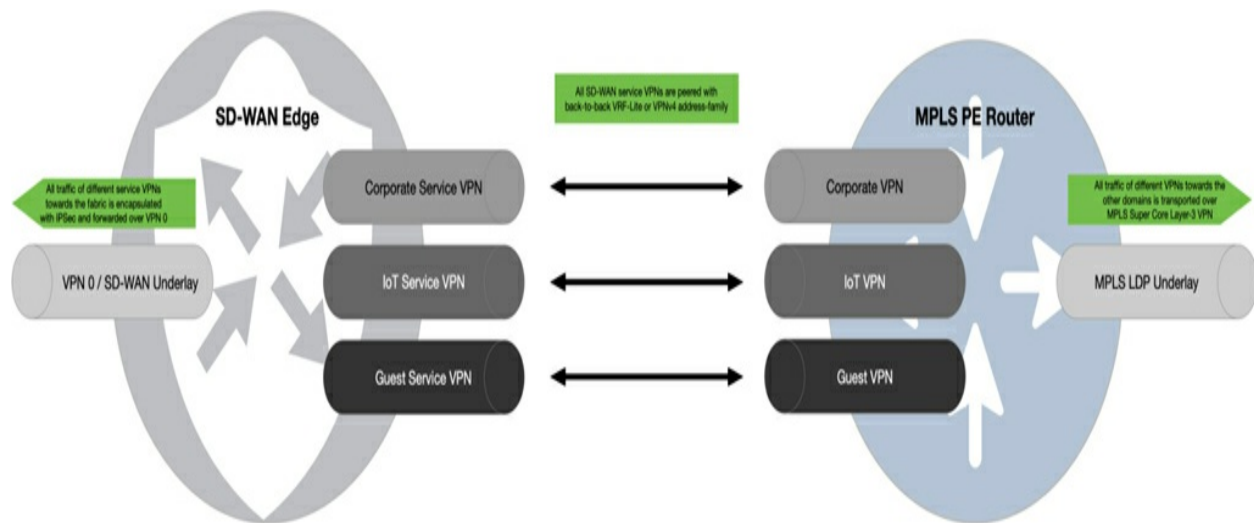 SD-WAN Edge
All SD-WAN service VPNs are peered with
back-to-back VRF-Lite or VPNv4 address-family
MPLS PE Router
All traffic of different service VPNs
towards the fabric is encapsulated
with IPSec and forwarded over VPN 0
Corporate Service VPN
Corporate VPN
All traffic of different VPNs towards the
other domains is transported over
MPLS Super Core Layer-3 VPN
VPN 0 / SD-WAN Underlay
IoT Service VPN
IoT VPN
MPLS LDP Underlay
Guest Service VPN
Guest VPN